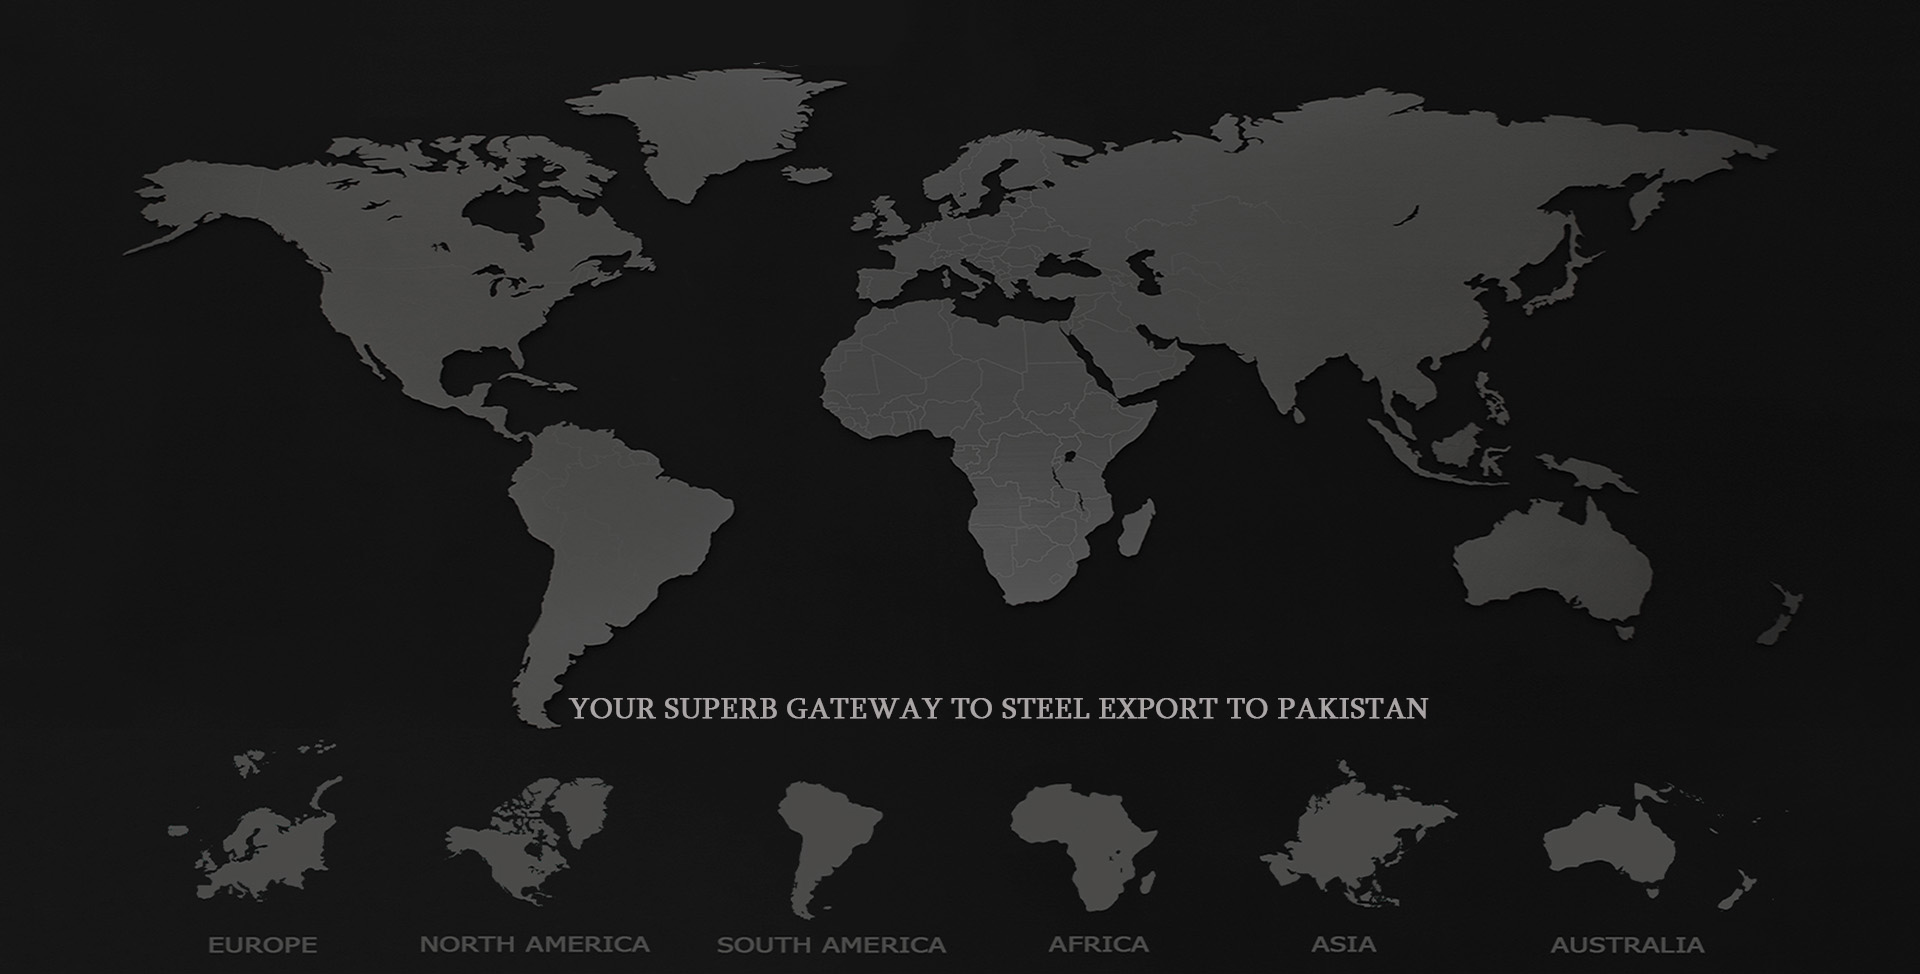 YOUR SUPERB GATEWAY TO STEEL EXPORT TO PAKISTAN
EUROPE
NORTH AMERICA
SOUTH AMERICA
AFRICA
ASIA
AUSTRALIA